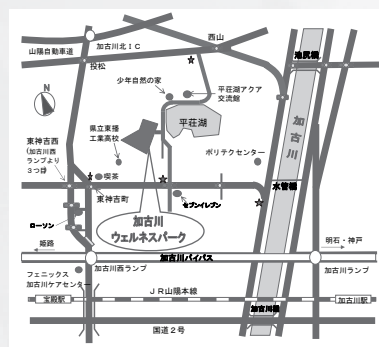 加古川北ＩＣ
西山
山陽自動車道
投松
池尻橋
少年自然の家
平荘湖アクア
交流館
N
平荘湖
加古川
県立東播
工業高校
東神吉西
（加古川西
ランプより
３つ目）
ポリテクセンター
喫茶
水管橋
東神吉町
セブンイレブン
ローソン
加古川
ウェルネスパーク
姫路
明石・神戸
加古川バイパス
フェニックス
加古川ケアセンター
加古川西ランプ
加古川ランプ
ＪＲ山陽本線
宝殿駅
加古川橋
加古川駅
国道２号